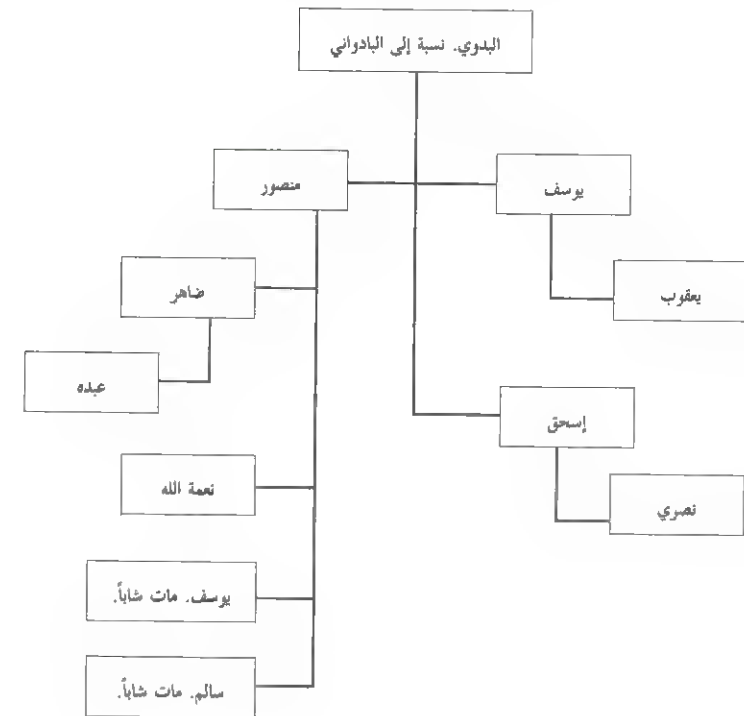 البدوي. نسبة إلى البادواني
منصور
يوسف
ضاهر
يعقوب
عبده
إسحق
نعمة الله
نصري
يوسف. مات شاباً.
سالم. مات شاباً.